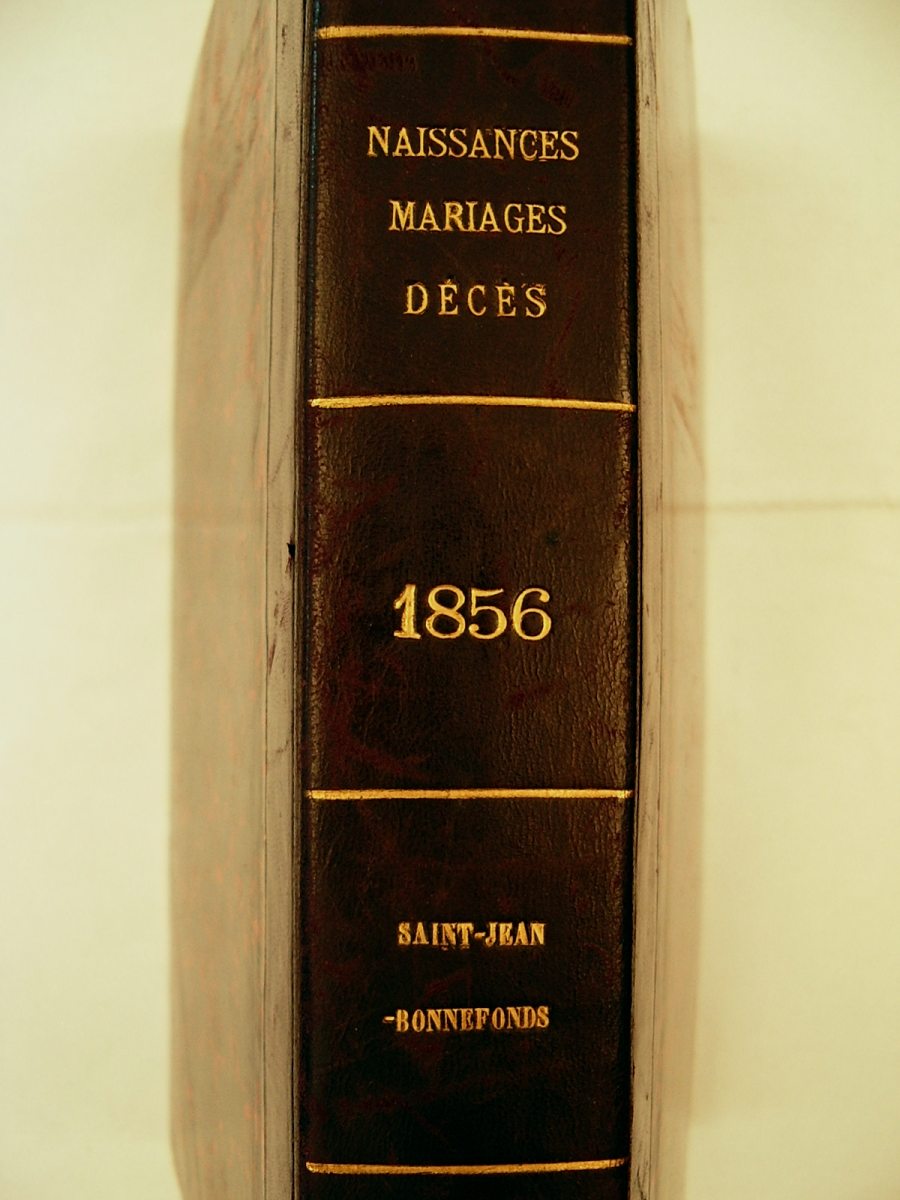 NAISSANCES
MARIAGES
DÉCÈS
1856
SAINT-JEAN
-BONNEFONDS